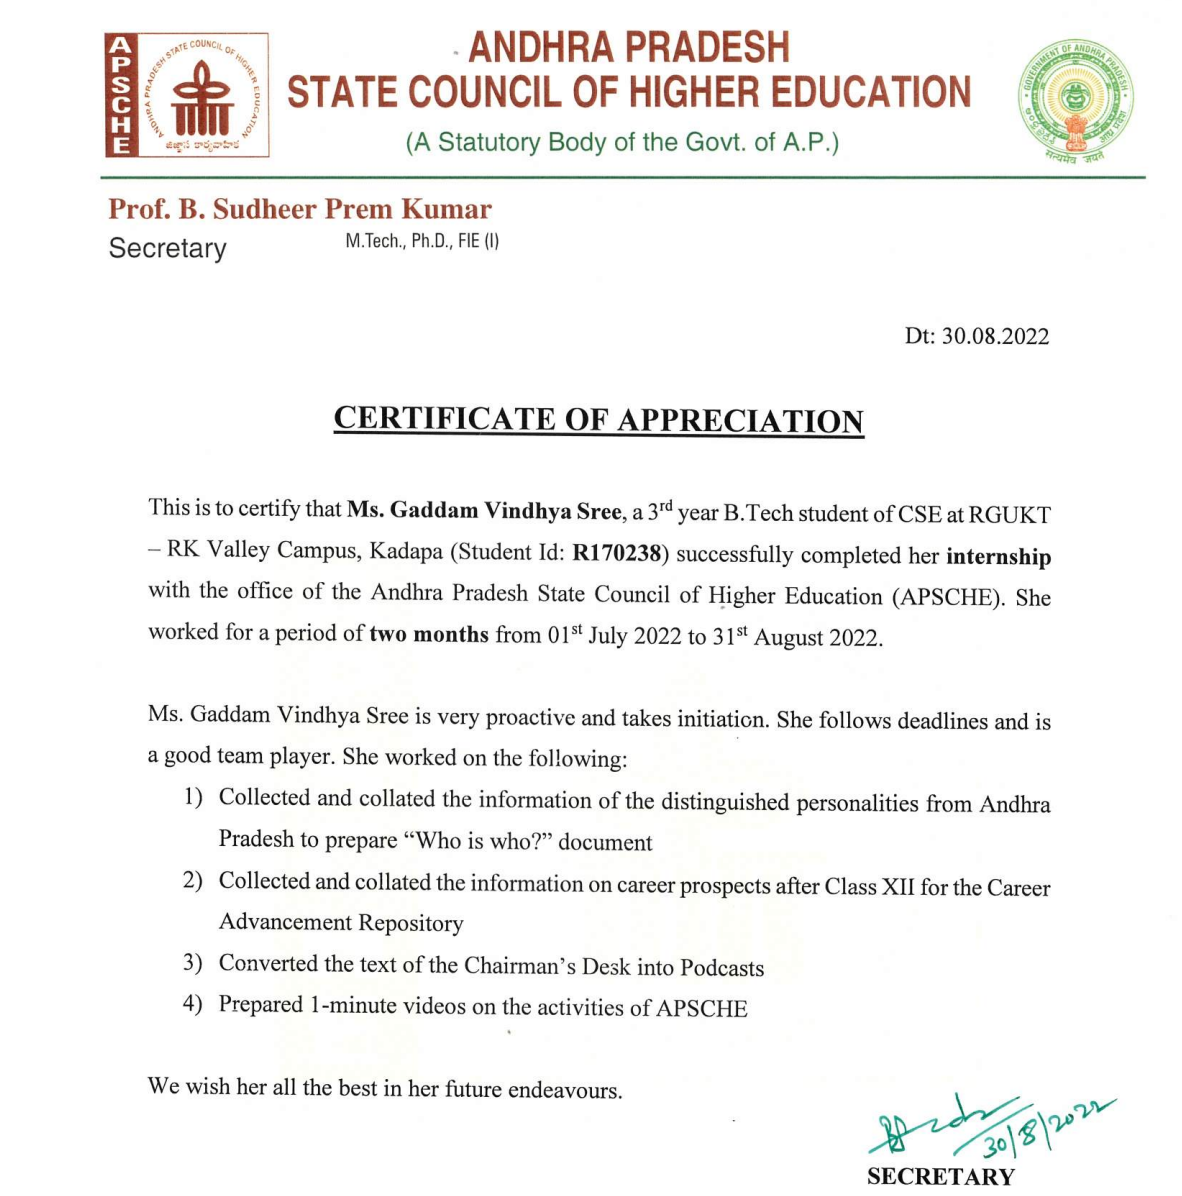 APSCHE
ANDHRA PRADESH STATE COUNCIL OF HIGHER EDUCATION
ANDHRA PRADESH
STATE COUNCIL OF HIGHER EDUCATION
(A Statutory Body of the Govt. of A.P.)
GOVERNMENT OF ANDHRA PRADESH
सत्यमेव जयते
Prof. B. Sudheer Prem Kumar
M.Tech., Ph.D., FIE (I)
Secretary
Dt: 30.08.2022
CERTIFICATE OF APPRECIATION
This is to certify that Ms. Gaddam Vindhya Sree, a 3rd year B.Tech student of CSE at RGUKT
– RK Valley Campus, Kadapa (Student Id: R170238) successfully completed her internship
with the office of the Andhra Pradesh State Council of Higher Education (APSCHE). She
worked for a period of two months from 01st July 2022 to 31st August 2022.
Ms. Gaddam Vindhya Sree is very proactive and takes initiation. She follows deadlines and is
a good team player. She worked on the following:
1) Collected and collated the information of the distinguished personalities from Andhra
Pradesh to prepare “Who is who?” document
2) Collected and collated the information on career prospects after Class XII for the Career
Advancement Repository
3) Converted the text of the Chairman’s Desk into Podcasts
4) Prepared 1-minute videos on the activities of APSCHE
We wish her all the best in her future endeavours.
30/8/2022
SECRETARY